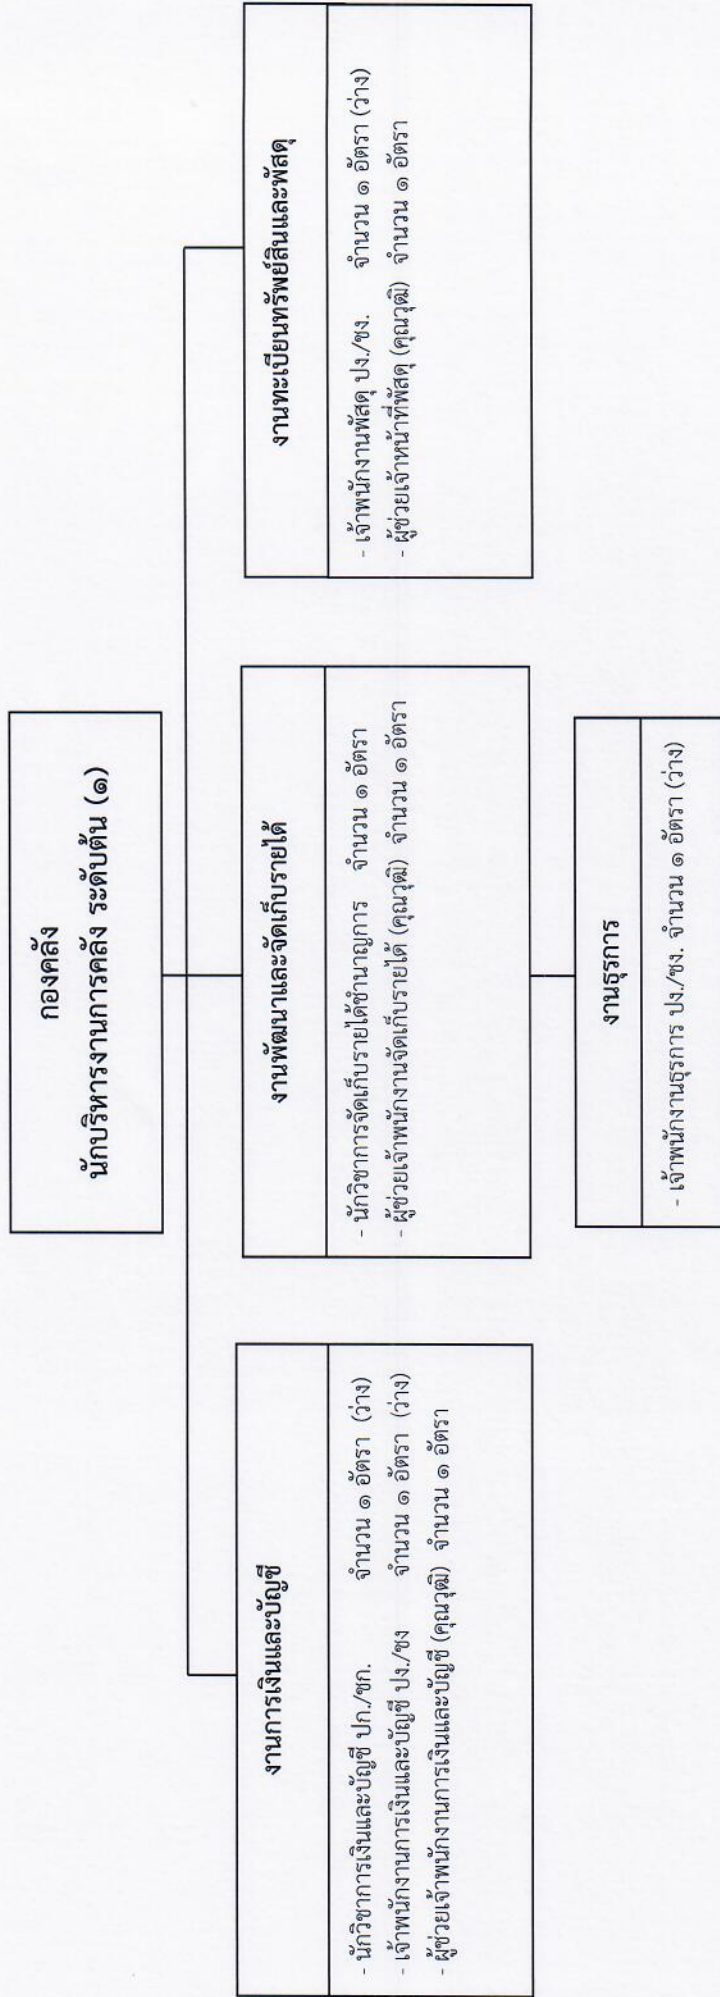 กองคลัง
นักบริหารงานการคลัง ระดับต้น (๑)
งานการเงินและบัญชี
- นักวิชาการเงินและบัญชี ปก./ชก. จำนวน ๑ อัตรา (ว่าง)
- เจ้าพนักงานการเงินและบัญชี ปง./ชง จำนวน ๑ อัตรา (ว่าง)
- ผู้ช่วยเจ้าพนักงานการเงินและบัญชี (คุณวุฒิ) จำนวน ๑ อัตรา
งานพัฒนาและจัดเก็บรายได้
- นักวิชาการจัดเก็บรายได้ชำนาญการ จำนวน ๑ อัตรา
- ผู้ช่วยเจ้าพนักงานจัดเก็บรายได้ (คุณวุฒิ) จำนวน ๑ อัตรา
งานทะเบียนทรัพย์สินและพัสดุ
- เจ้าพนักงานพัสดุ ปง./ชง. จำนวน ๑ อัตรา (ว่าง)
- ผู้ช่วยเจ้าหน้าที่พัสดุ (คุณวุฒิ) จำนวน ๑ อัตรา
งานธุรการ
- เจ้าพนักงานธุรการ ปง./ชง. จำนวน ๑ อัตรา (ว่าง)